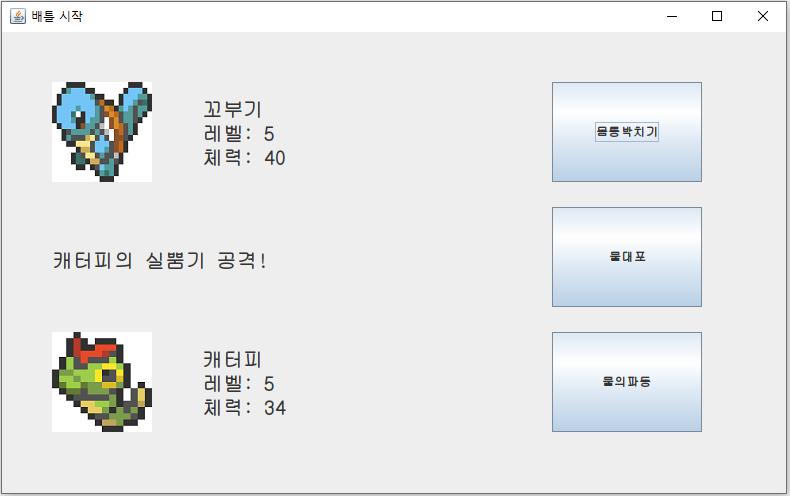 배틀 시작
꼬부기
레벨: 5
체력: 40
몸통박치기
물대포
캐터피의 실뿜기 공격!
캐터피
레벨: 5
체력: 34
물의파동